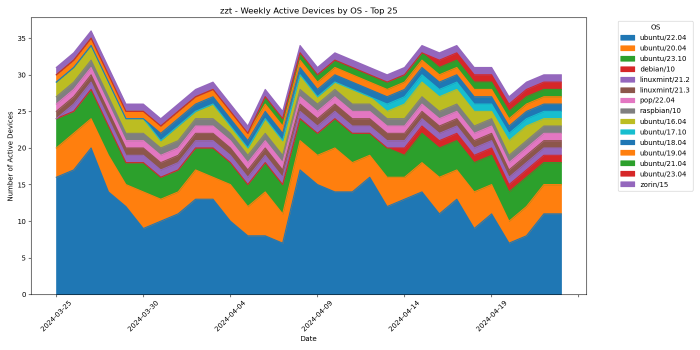 zzt - Weekly Active Devices by OS - Top 25
Number of Active Devices
35
30
25
20
15
10
5
0
2024-03-25
2024-03-30
2024-04-04
2024-04-09
2024-04-14
2024-04-19
Date
OS
ubuntu/22.04
ubuntu/20.04
ubuntu/23.10
debian/10
linuxmint/21.2
linuxmint/21.3
pop/22.04
raspbian/10
ubuntu/16.04
ubuntu/17.10
ubuntu/18.04
ubuntu/19.04
ubuntu/21.04
ubuntu/23.04
zorin/15